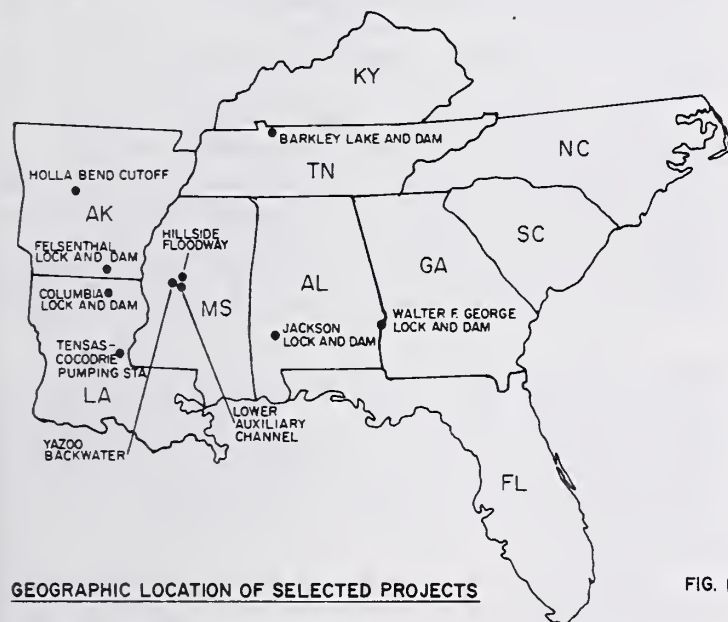 KY
BARKLEY LAKE AND DAM
TN
NC
HOLLA BEND CUTOFF
AK
HILLSIDE
FLOODWAY
SC
FELSENTHAL
LOCK AND DAM
COLUMBIA
LOCK AND DAM
MS
AL
GA
WALTER F. GEORGE
LOCK AND DAM
JACKSON
LOCK AND DAM
TENSAS-
COCODRIE
PUMPING STA.
LA
LOWER
AUXILIARY
CHANNEL
YAZOO
BACKWATER
FL
GEOGRAPHIC LOCATION OF SELECTED PROJECTS
FIG.